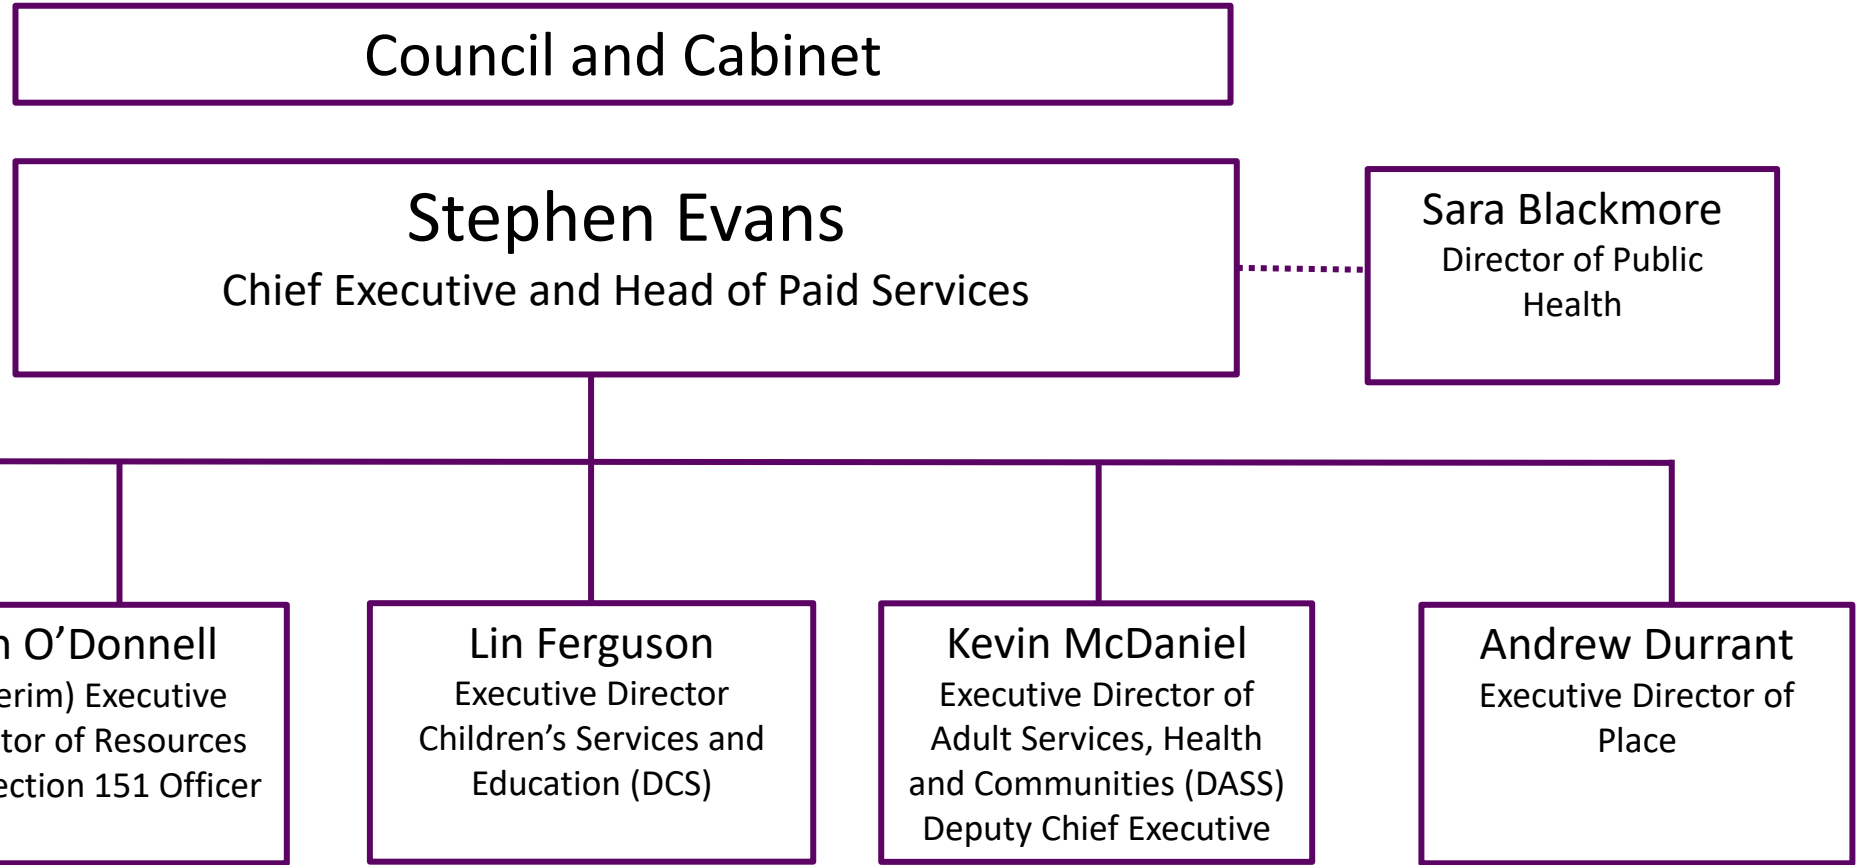 Council and Cabinet
Stephen Evans
Chief Executive and Head of Paid Services
Sara Blackmore
Director of Public
Health
O’Donnell
Executive
of Resources
151 Officer
Lin Ferguson
Executive Director
Children’s Services and
Education (DCS)
Kevin McDaniel
Executive Director of
Adult Services, Health
and Communities (DASS)
Deputy Chief Executive
Andrew Durrant
Executive Director of
Place